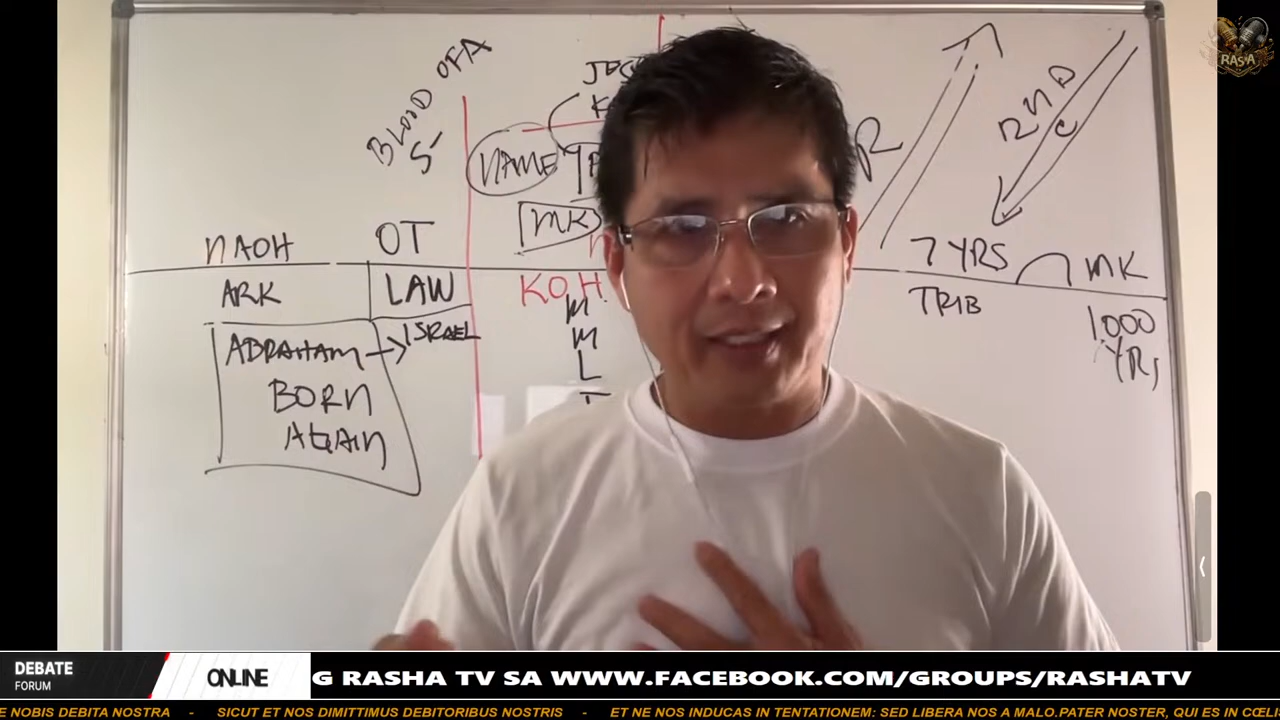 RASA
BLOOD OF A
NAME
MK
R
2ND
C
NAOH
OT
7 YRS
MK
ARK
LAW
KOH
TRIB
1000
YRS
M
M
L
T
ABRAHAM
ISRAEL
BORN
AGAIN
DEBATE
FORUM
ONLINE
G RASHA TV SA WWW.FACEBOOK.COM/GROUPS/RASHATV
E NOBIS DEBITA NOSTRA - SICUT ET NOS DIMITTIMUS DEBITORIBUS NOSTRIS - ET NE NOS INDUCAS IN TENTATIONEM: SED LIBERA NOS A MALO.PATER NOSTER, QUI ES IN CŒLI